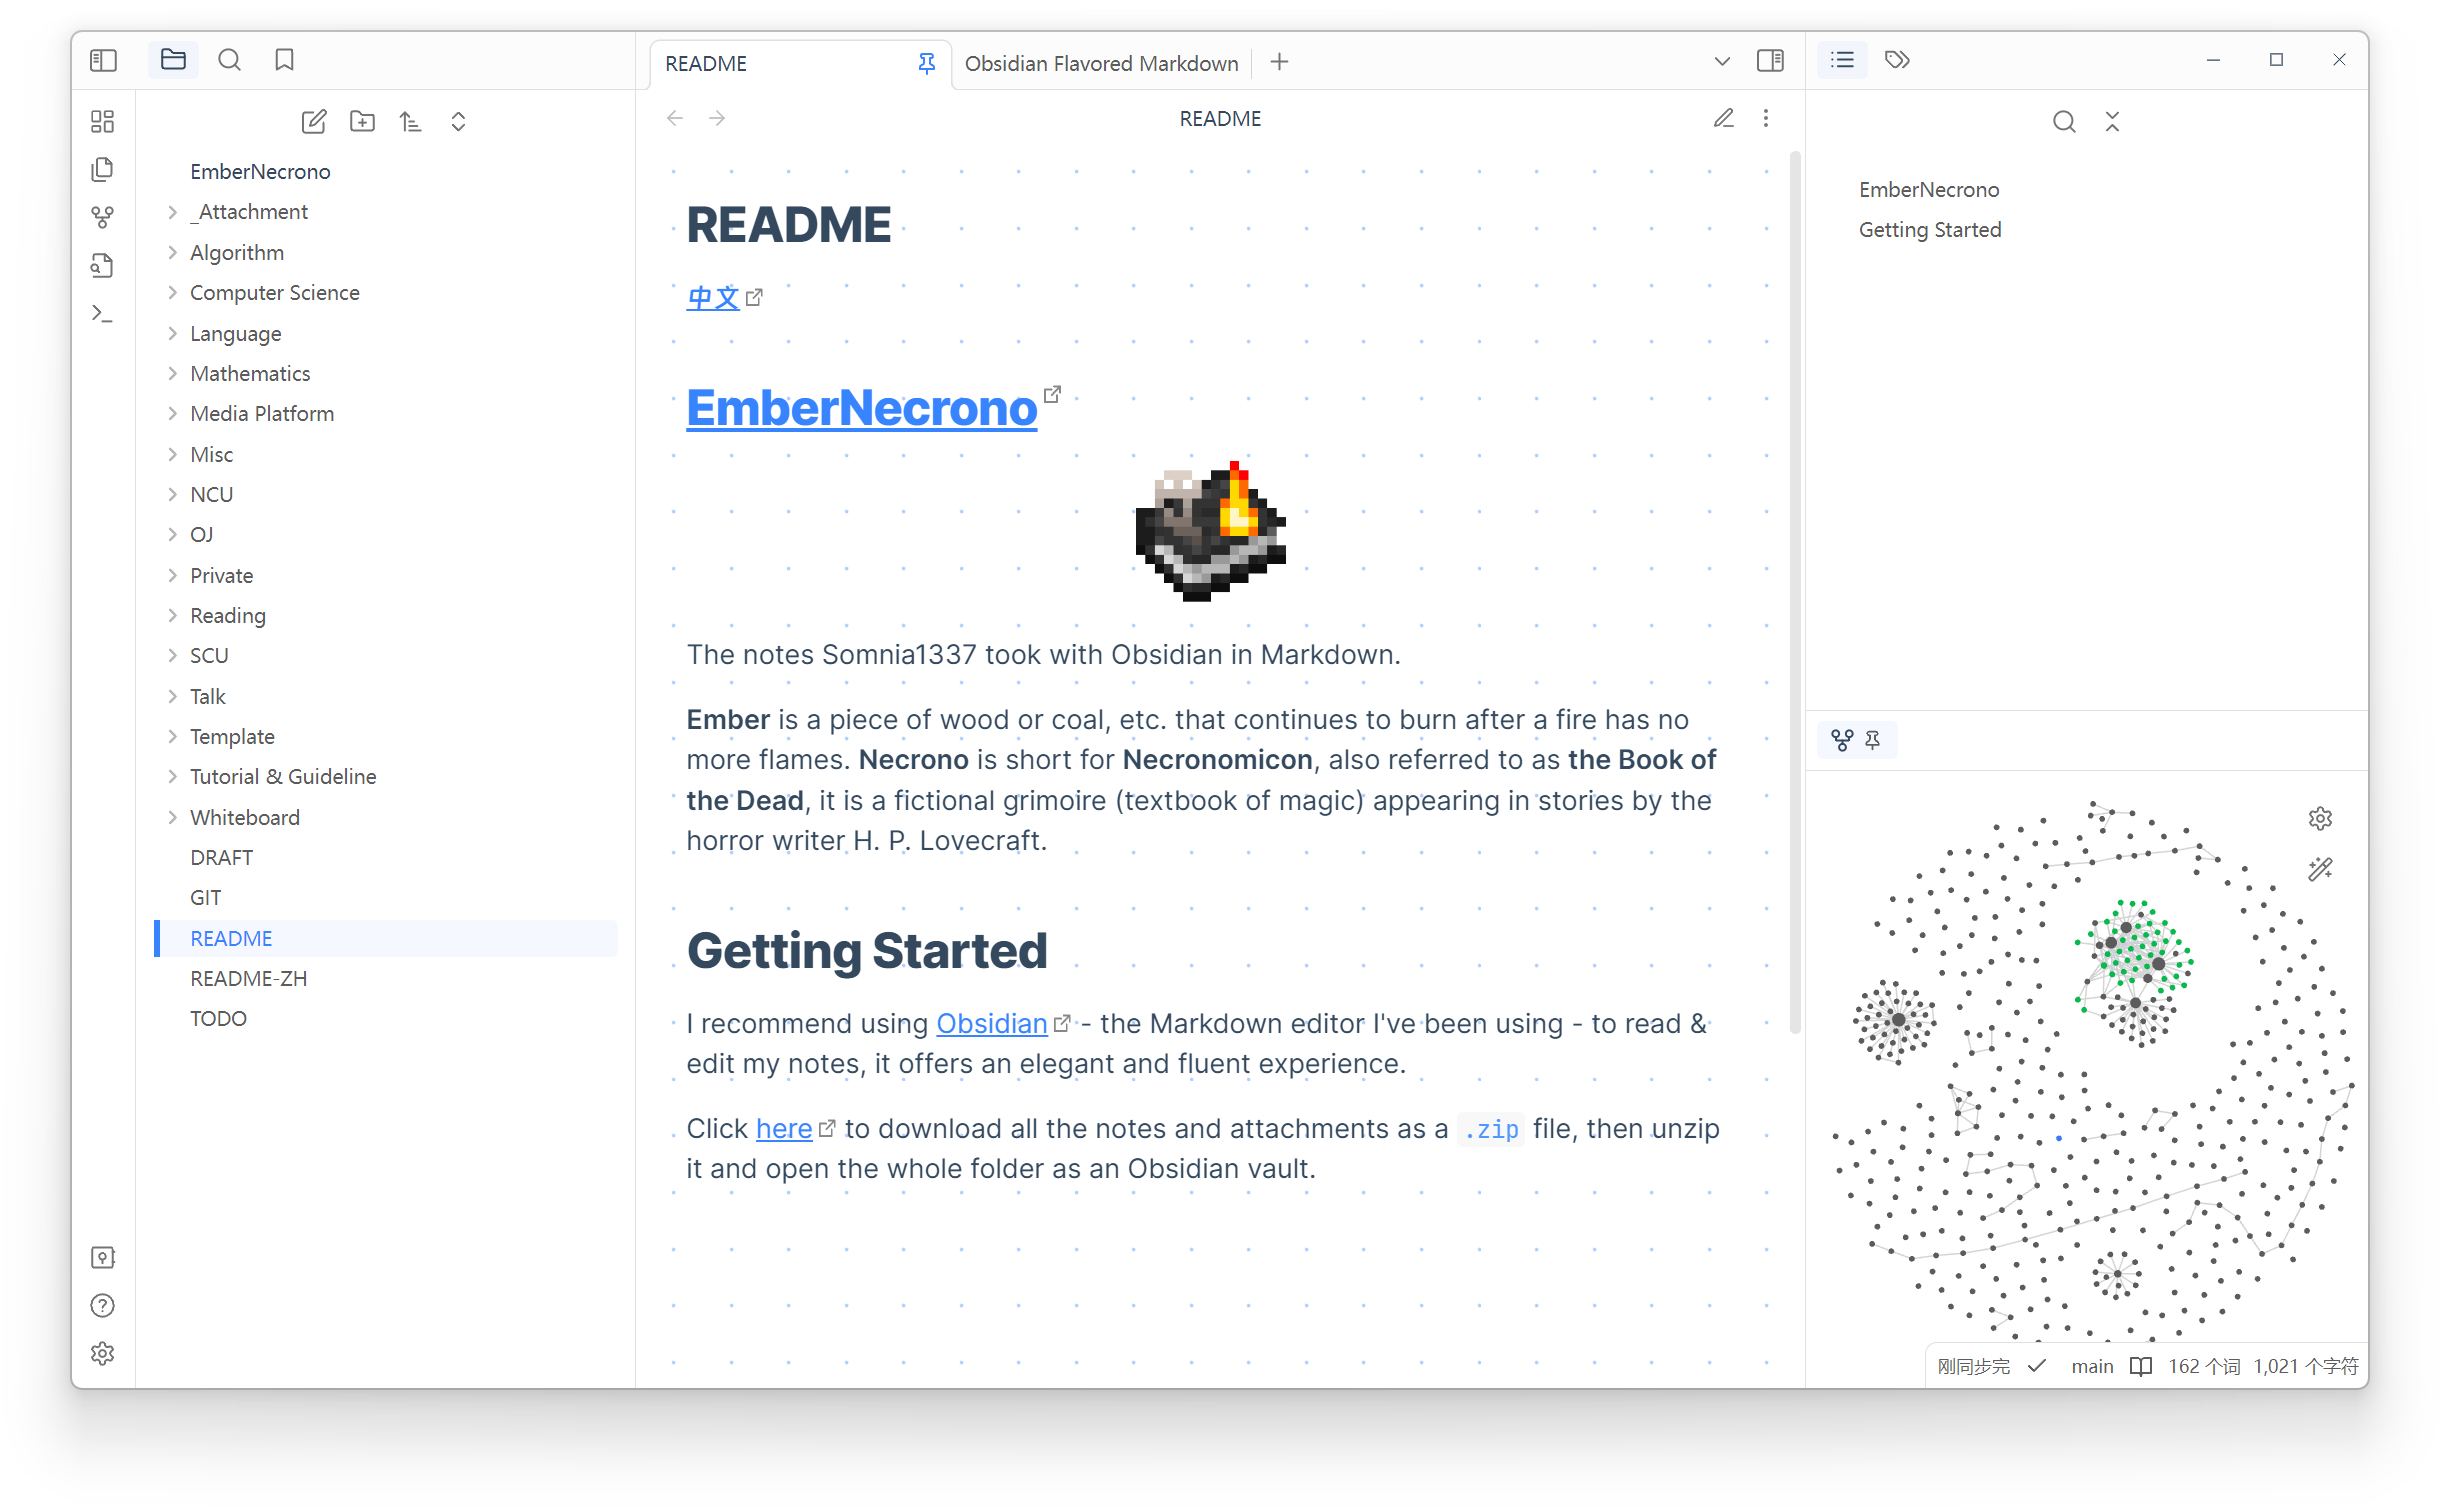 README
Obsidian Flavored Markdown
EmberNecrono
_Attachment
Algorithm
Computer Science
Language
Mathematics
Media Platform
Misc
NCU
OJ
Private
Reading
SCU
Talk
Template
Tutorial & Guideline
Whiteboard
DRAFT
GIT
README
README-ZH
TODO
README
README
中文
EmberNecrono
The notes Somnia1337 took with Obsidian in Markdown.
Ember is a piece of wood or coal, etc. that continues to burn after a fire has no
more flames. Necrono is short for Necronomicon, also referred to as the Book of
the Dead, it is a fictional grimoire (textbook of magic) appearing in stories by the
horror writer H. P. Lovecraft.
Getting Started
I recommend using Obsidian - the Markdown editor I've been using - to read &
edit my notes, it offers an elegant and fluent experience.
Click here to download all the notes and attachments as a .zip file, then unzip
it and open the whole folder as an Obsidian vault.
EmberNecrono
Getting Started
刚同步完 main 162 个词 1,021 个字符